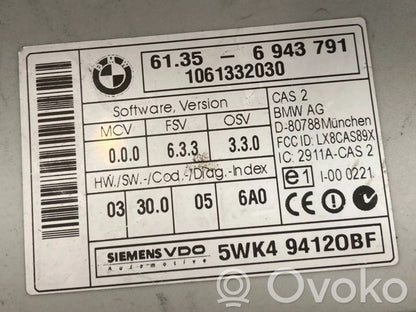 BMW
61.35 - 6 943 791
1061332030
Software, Version
MCV FSV OSV
0.0.0 6.3.3 3.3.0
HW./SW.-/Cod.-/Diag.-Index
03 30.0 05 6A0
CAS 2
BMW AG
D-80788München
FCC ID: LX8CAS89X
IC: 2911A-CAS 2
e1 I-00 0221
CE
SIEMENS VDO
Automotive
5WK4 94120BF
Ovoko